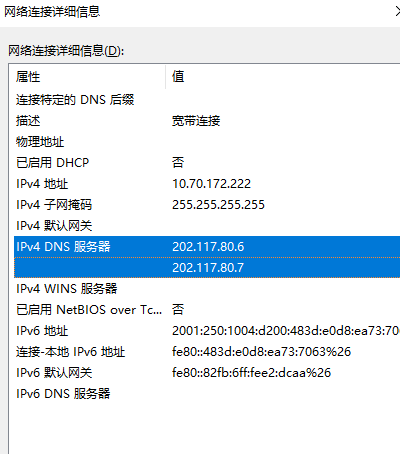 网络连接详细信息
网络连接详细信息(D):
属性 值
连接特定的 DNS 后缀
描述 宽带连接
物理地址
已启用 DHCP 否
IPv4 地址 10.70.172.222
IPv4 子网掩码 255.255.255.255
IPv4 默认网关
IPv4 DNS 服务器 202.117.80.6
202.117.80.7
IPv4 WINS 服务器
已启用 NetBIOS over Tc... 否
IPv6 地址 2001:250:1004:d200:483d:e0d8:ea73:70
连接-本地 IPv6 地址 fe80::483d:e0d8:ea73:7063%26
IPv6 默认网关 fe80::82fb:6ff:fee2:dcaa%26
IPv6 DNS 服务器